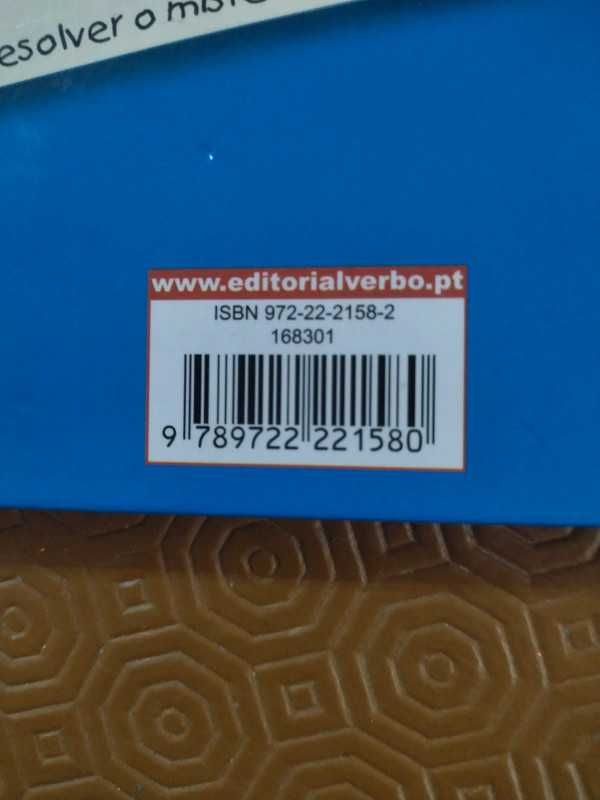 esolver o
www.editorialverbo.pt
ISBN 972-22-2158-2
168301
9 789722 221580